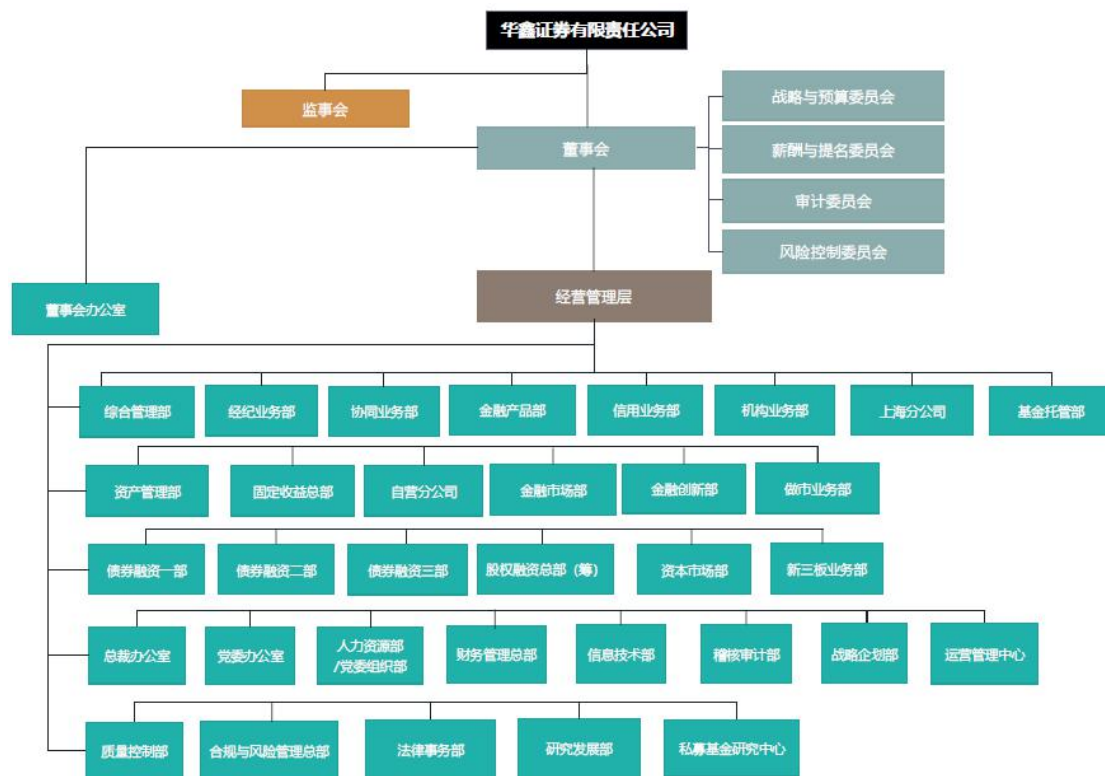 华鑫证券有限责任公司
监事会
董事会
战略与预算委员会
薪酬与提名委员会
审计委员会
风险控制委员会
董事会办公室
经营管理层
综合管理部
经纪业务部
协同业务部
金融产品部
信用业务部
机构业务部
上海分公司
基金托管部
资产管理部
固定收益总部
自营分公司
金融市场部
金融创新部
做市业务部
债券融资一部
债券融资二部
债券融资三部
股权融资总部（筹）
资本市场部
新三板业务部
总裁办公室
党委办公室
人力资源部
/党委组织部
财务管理总部
信息技术部
稽核审计部
战略企划部
运营管理中心
质量控制部
合规与风险管理总部
法律事务部
研究发展部
私募基金研究中心